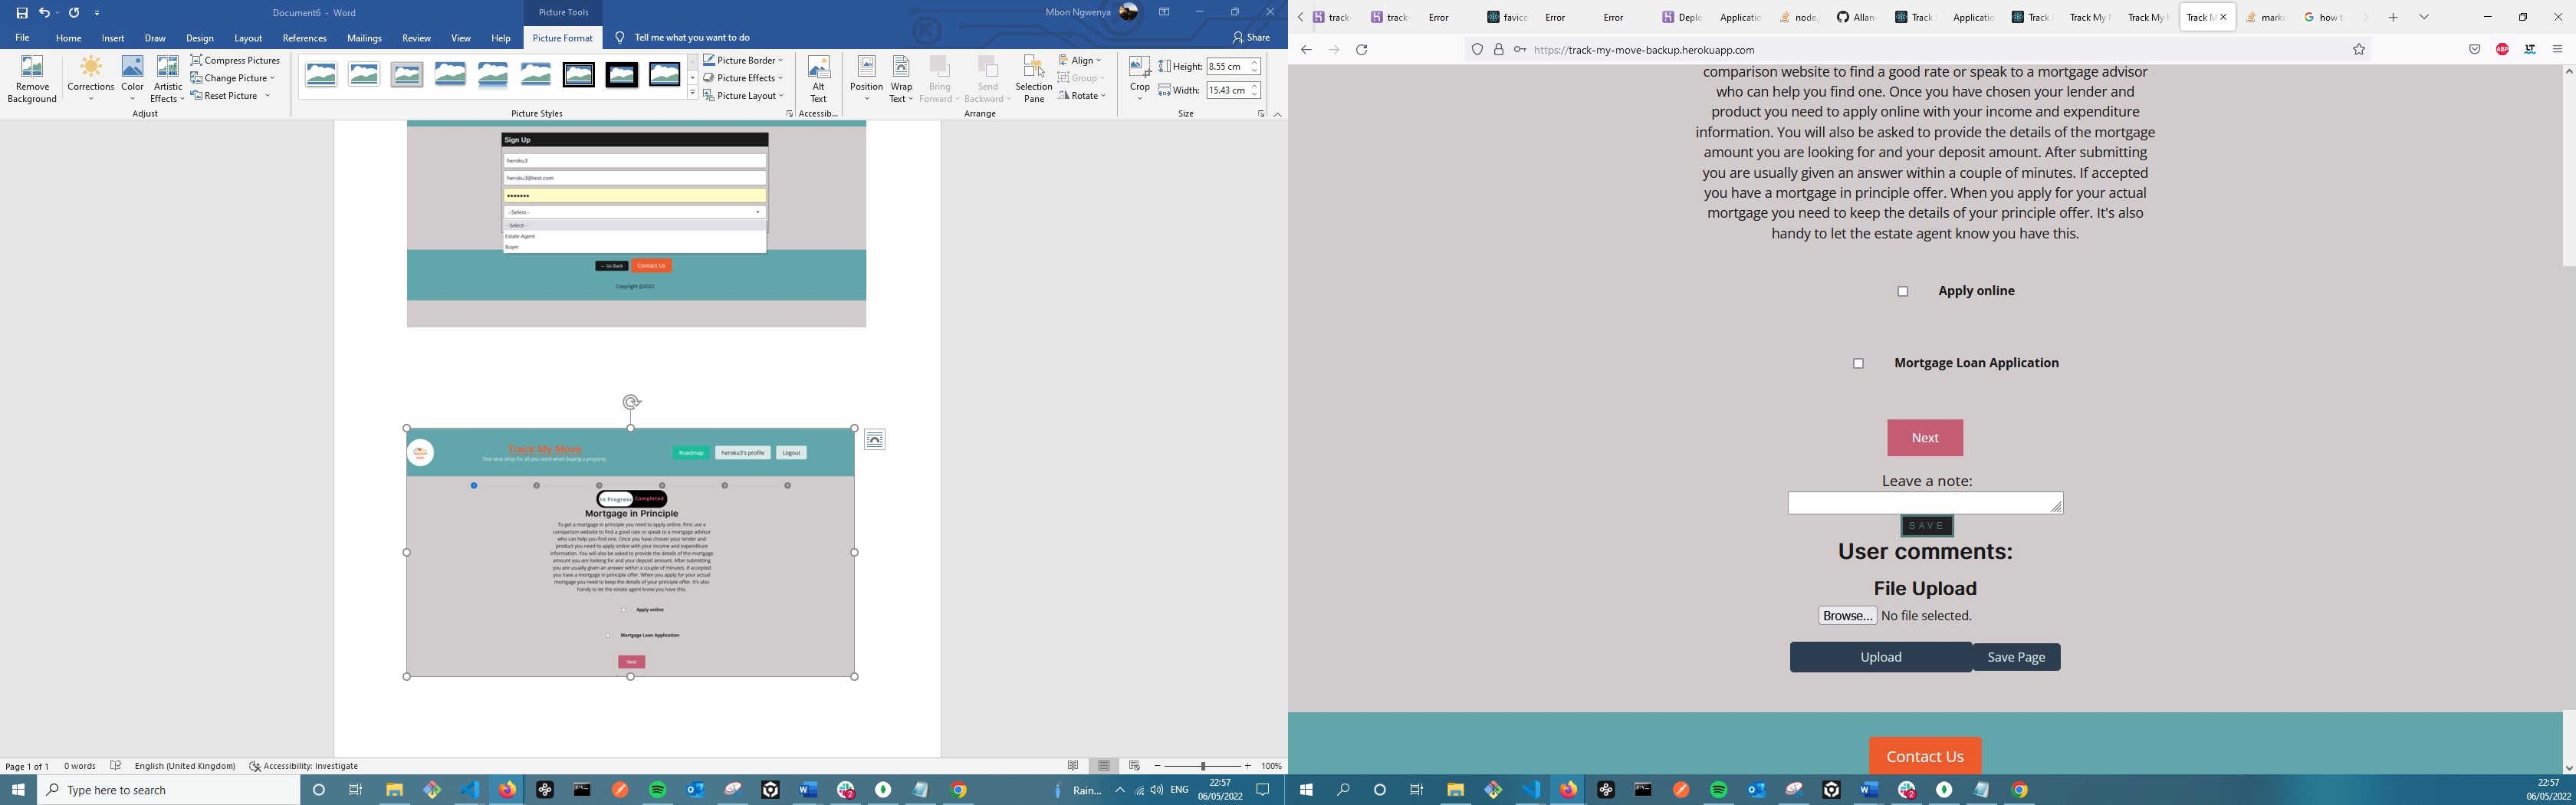 Document6 - Word
Picture Tools
Mbon Ngwenya
File
Home
Insert
Draw
Design
Layout
References
Mailings
Review
View
Help
Picture Format
Tell me what you want to do
Share
Remove
Background
Corrections
Color
Artistic
Effects
Compress Pictures
Change Picture
Reset Picture
Adjust
Picture Styles
Picture Border
Picture Effects
Picture Layout
Alt
Text
Accessib...
Position
Wrap
Text
Bring
Forward
Send
Backward
Selection
Pane
Align
Group
Rotate
Arrange
Crop
Height: 8.55 cm
Width: 15.43 cm
Size
Sign Up
heroku3
heroku3@test.com
--Select--
--Select--
Estate Agent
Buyer
← Go Back
Contact Us
Copyright @2022
Track My Move
One stop shop for all you need when buying a property.
Roadmap
heroku3's profile
Logout
In Progress
Completed
Mortgage in Principle
To get a mortgage in principle you need to apply online. First use a
comparison website to find a good rate or speak to a mortgage advisor
who can help you find one. Once you have chosen your lender and
product you need to apply online with your income and expenditure
information. You will also be asked to provide the details of the mortgage
amount you are looking for and your deposit amount. After submitting
you are usually given an answer within a couple of minutes. If accepted
you have a mortgage in principle offer. When you apply for your actual
mortgage you need to keep the details of your principle offer. It's also
handy to let the estate agent know you have this.
Apply online
Mortgage Loan Application
Next
Page 1 of 1
0 words
English (United Kingdom)
Accessibility: Investigate
100%
Type here to search
Rain...
ENG
22:57
06/05/2022
track-
track-
Error
favico
Error
Error
Deplo
Applicatio
node.
Allan-
Track
Applicatio
Track
Track My
Track My
Track M
marko
how t
https://track-my-move-backup.herokuapp.com
ABP
comparison website to find a good rate or speak to a mortgage advisor
who can help you find one. Once you have chosen your lender and
product you need to apply online with your income and expenditure
information. You will also be asked to provide the details of the mortgage
amount you are looking for and your deposit amount. After submitting
you are usually given an answer within a couple of minutes. If accepted
you have a mortgage in principle offer. When you apply for your actual
mortgage you need to keep the details of your principle offer. It's also
handy to let the estate agent know you have this.
Apply online
Mortgage Loan Application
Next
Leave a note:
SAVE
User comments:
File Upload
Browse... No file selected.
Upload
Save Page
Contact Us
22:57
06/05/2022